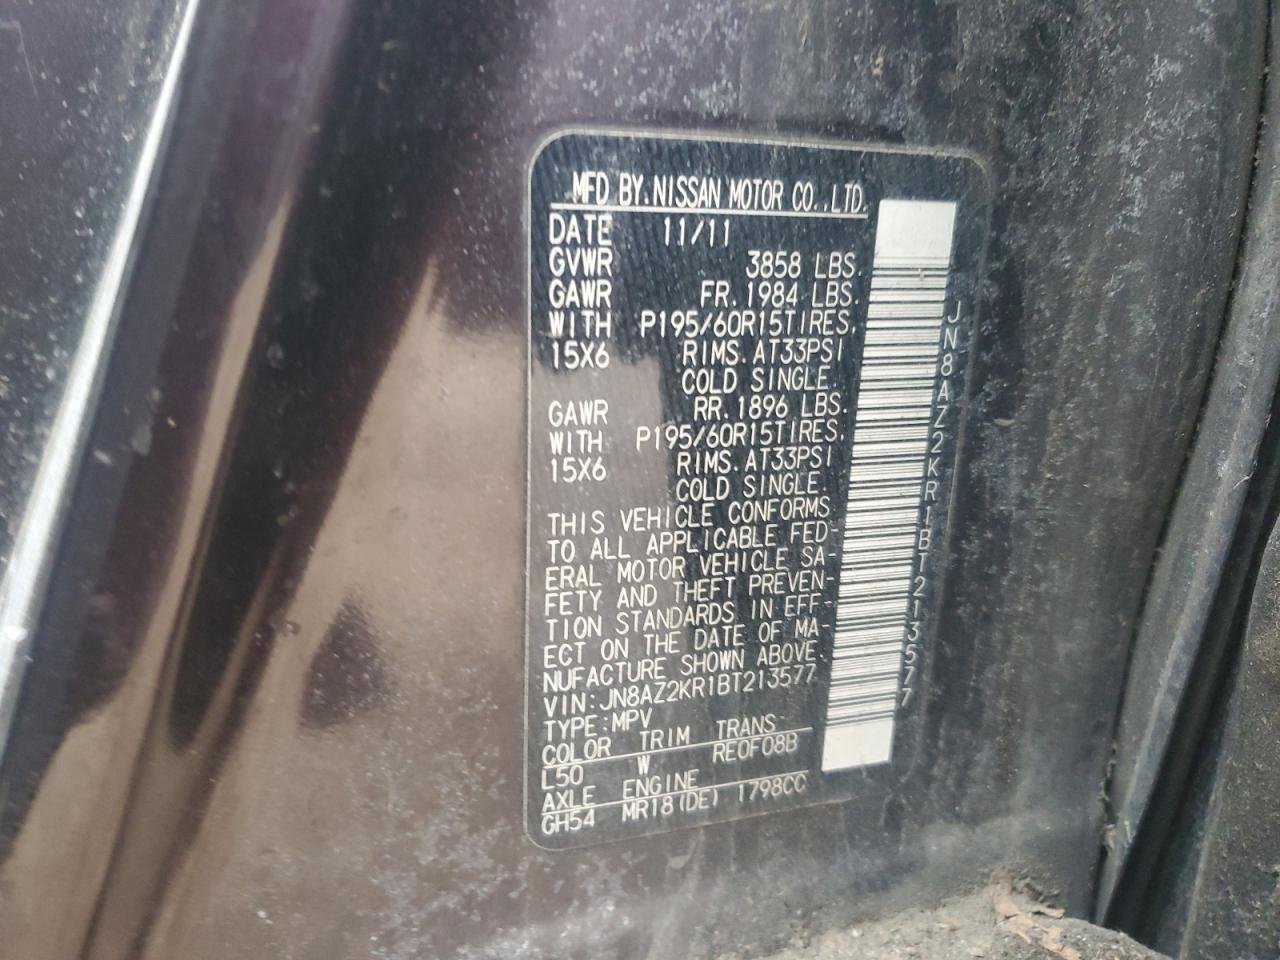 MFD BY. NISSAN MOTOR CO.,LTD.
DATE 11/11
GVWR 3858 LBS.
GAWR FR. 1984 LBS.
WITH P195/60R15TIRES.
15X6 RIMS. AT33PSI
COLD SINGLE.
GAWR RR. 1896 LBS.
WITH P195/60R15TIRES.
15X6 RIMS. AT33PSI
COLD SINGLE.
THIS VEHICLE CONFORMS
TO ALL APPLICABLE FED-
ERAL MOTOR VEHICLE SA-
FETY AND THEFT PREVEN-
TION STANDARDS IN EFF-
ECT ON THE DATE OF MA-
NUFACTURE SHOWN ABOVE.
VIN:JN8AZ2KR1BT213577
TYPE:MPV
COLOR TRIM TRANS
L50 W RE0F08B
AXLE ENGINE
GH54 MR18(DE) 1798CC
JN8AZ2KR1BT213577